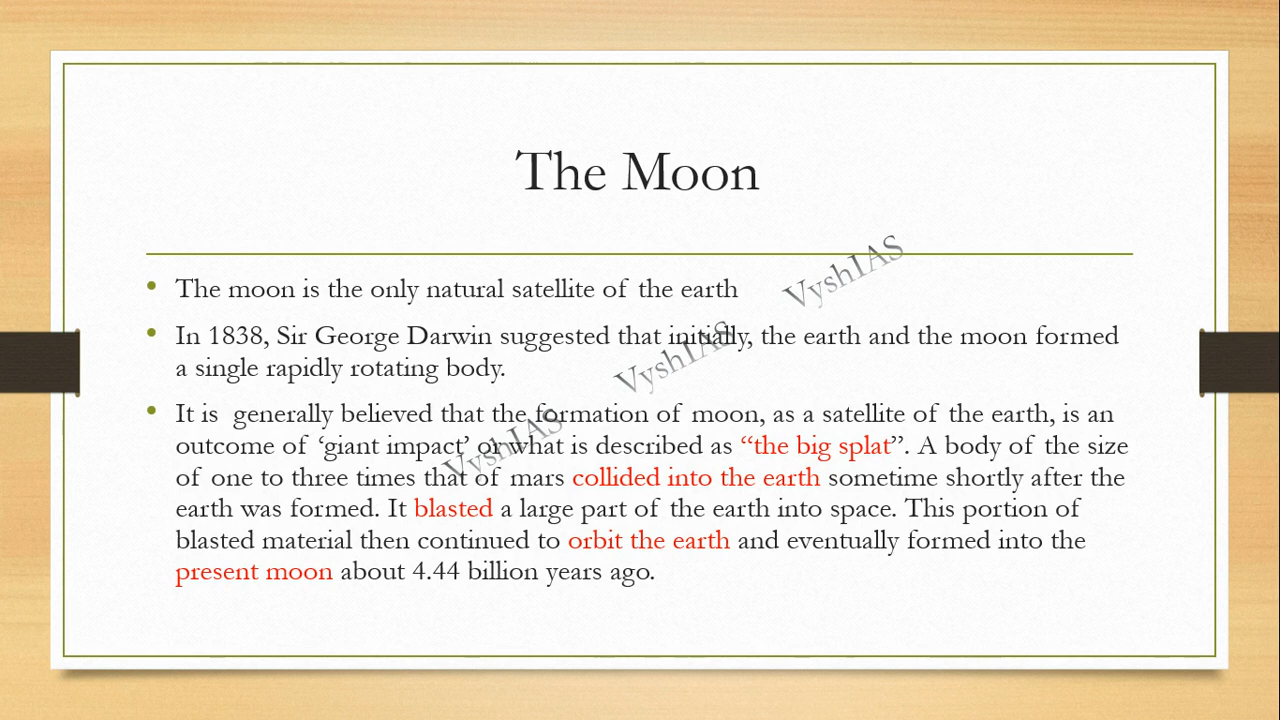 The Moon
VyshIAS
• The moon is the only natural satellite of the earth
• In 1838, Sir George Darwin suggested that initially, the earth and the moon formed
a single rapidly rotating body.
VyshIAS
• It is generally believed that the formation of moon, as a satellite of the earth, is an
outcome of ‘giant impact’ or what is described as “the big splat”. A body of the size
VyshIAS
of one to three times that of mars collided into the earth sometime shortly after the
earth was formed. It blasted a large part of the earth into space. This portion of
blasted material then continued to orbit the earth and eventually formed into the
present moon about 4.44 billion years ago.